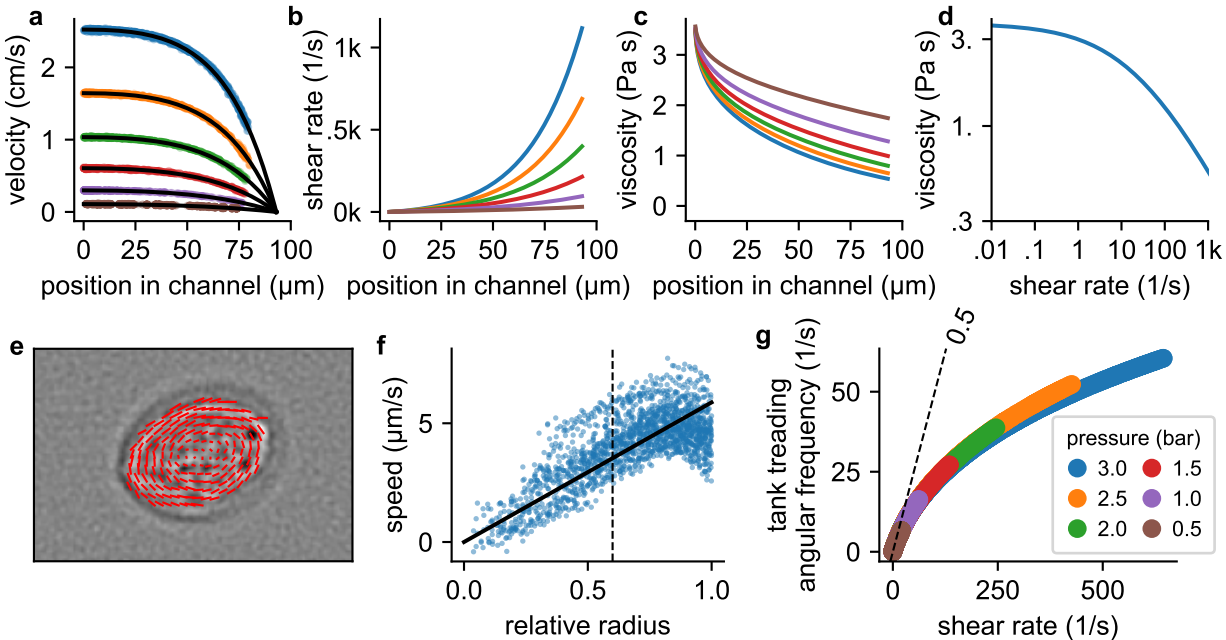 a
velocity (cm/s)
2
1
0
0 25 50 75 100
position in channel (µm)
b
shear rate (1/s)
1k
.5k
0k
0 25 50 75 100
position in channel (µm)
c
viscosity (Pa s)
3
2
1
0
0 25 50 75 100
position in channel (µm)
d
viscosity (Pa s)
3.
1.
.3
.01 .1 1 10 100 1k
shear rate (1/s)
e
f
speed (µm/s)
5
0
0.0 0.5 1.0
relative radius
g
tank treading
angular frequency (1/s)
50
25
0
0.5
0 250 500
shear rate (1/s)
pressure (bar)
3.0 1.5
2.5 1.0
2.0 0.5